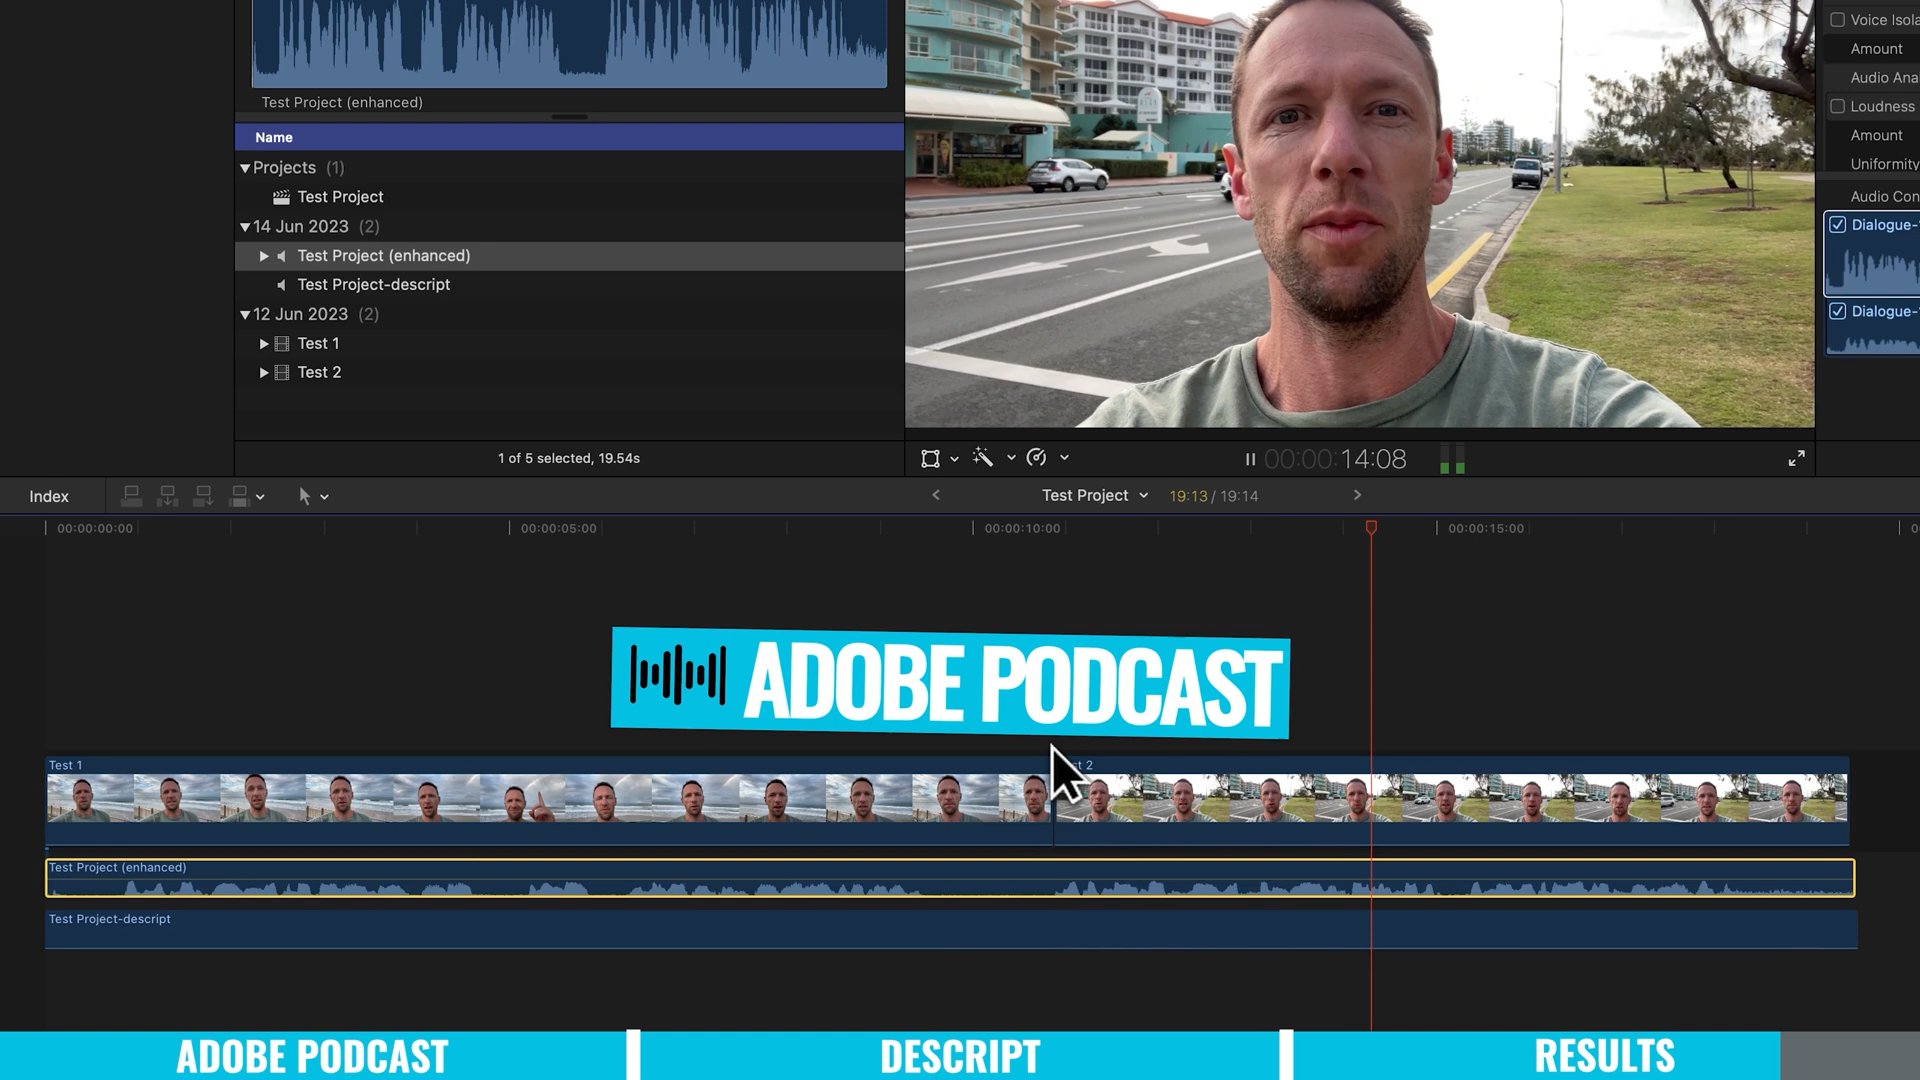 Test Project (enhanced)
Name
Projects (1)
Test Project
14 Jun 2023 (2)
Test Project (enhanced)
Test Project-descript
12 Jun 2023 (2)
Test 1
Test 2
1 of 5 selected, 19.54s
Voice Isola
Amount
Audio Ana
Loudness
Amount
Uniformity
Audio Con
Dialogue-
Dialogue-
00:00:00:14:08
Index
Test Project
19:13 / 19:14
00:00:00:00
00:00:05:00
00:00:10:00
00:00:15:00
ADOBE PODCAST
Test 1
t 2
Test Project (enhanced)
Test Project-descript
ADOBE PODCAST
DESCRIPT
RESULTS